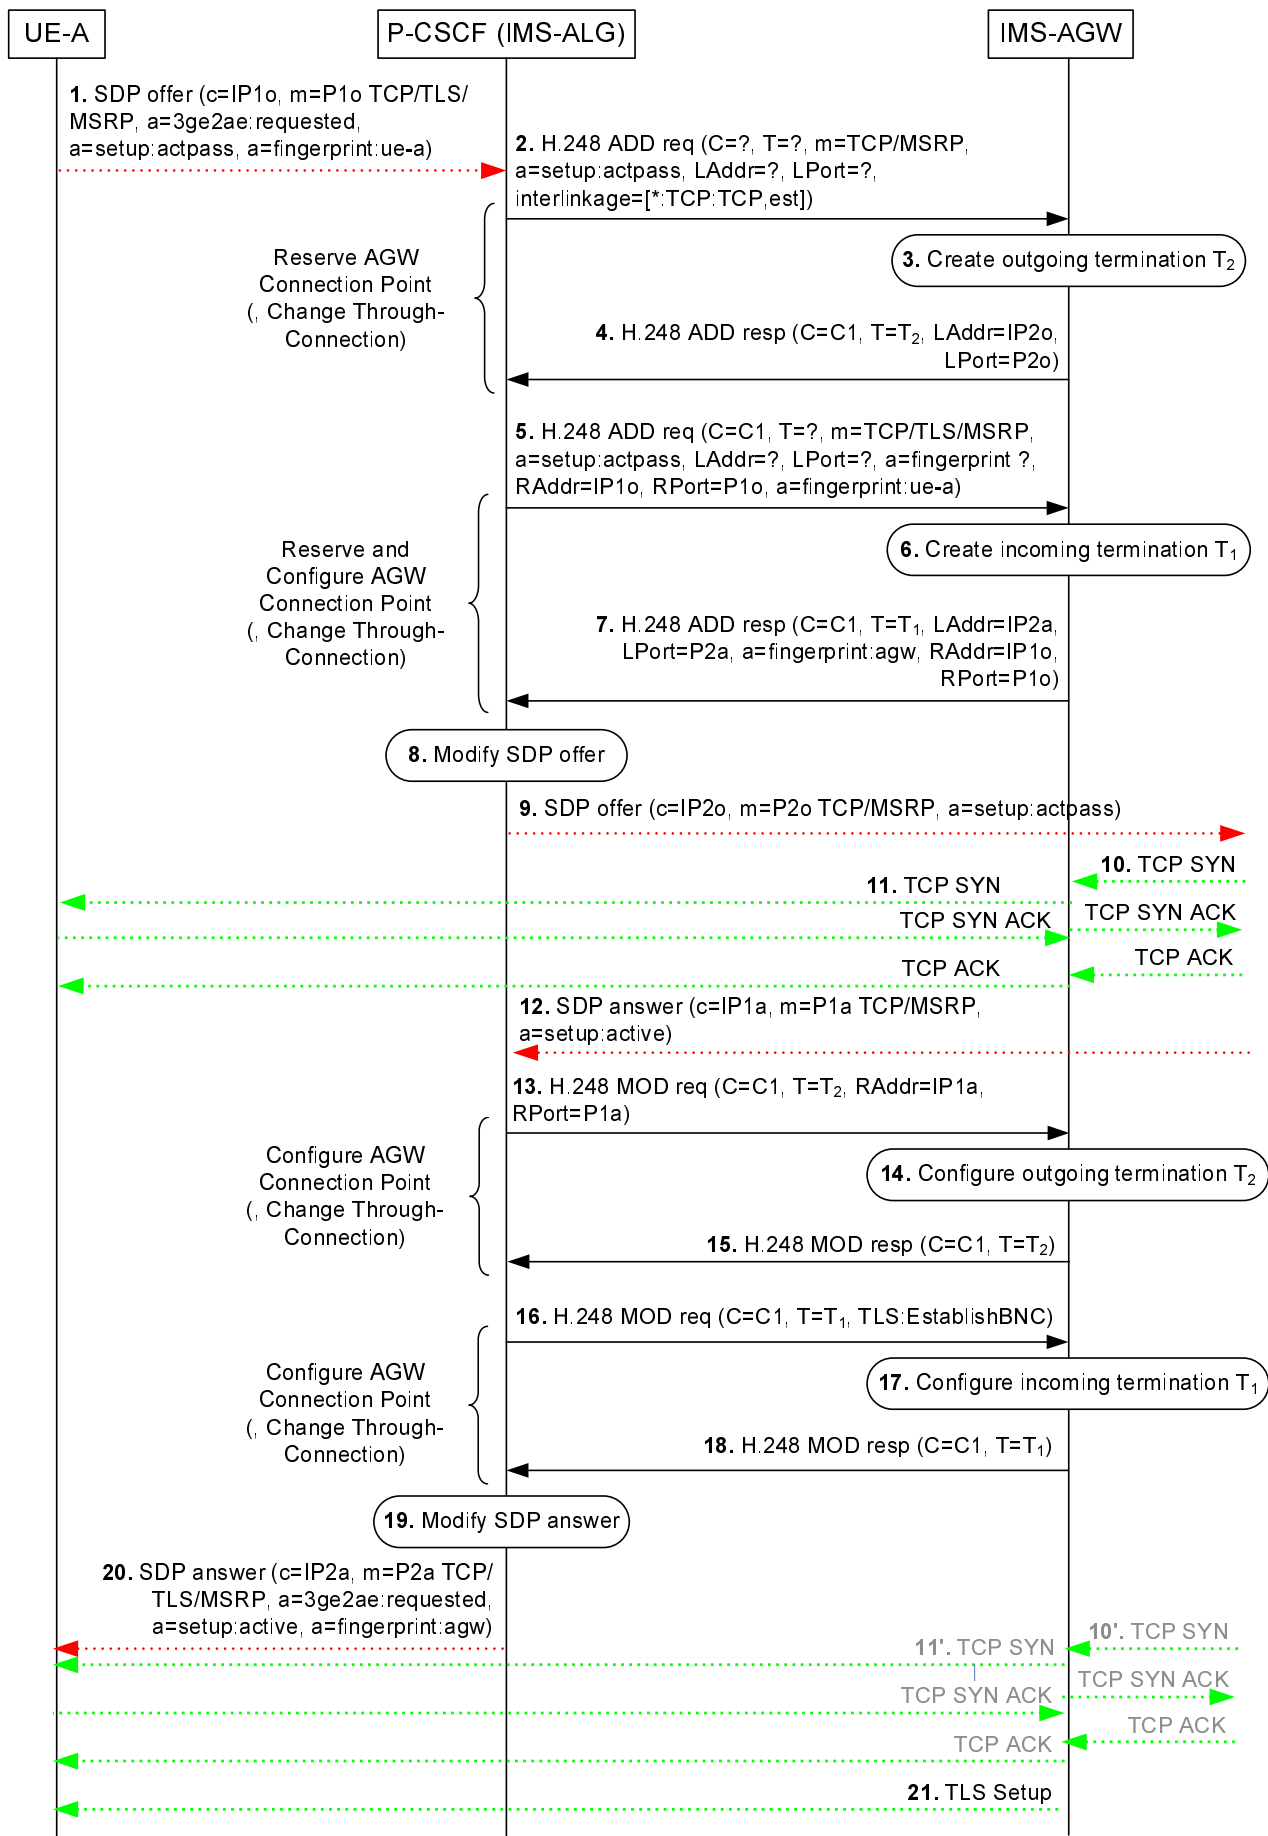 UE-A
P-CSCF (IMS-ALG)
IMS-AGW
1. SDP offer (c=IP1o, m=P1o TCP/TLS/
MSRP, a=3ge2ae:requested,
a=setup:actpass, a=fingerprint:ue-a)
2. H.248 ADD req (C=?, T=?, m=TCP/MSRP,
a=setup:actpass, LAddr=?, LPort=?,
interlinkage=[*:TCP:TCP,est])
Reserve AGW
Connection Point
(, Change Through-
Connection)
3. Create outgoing termination T2
4. H.248 ADD resp (C=C1, T=T2, LAddr=IP2o,
LPort=P2o)
5. H.248 ADD req (C=C1, T=?, m=TCP/TLS/MSRP,
a=setup:actpass, LAddr=?, LPort=?, a=fingerprint ?,
RAddr=IP1o, RPort=P1o, a=fingerprint:ue-a)
Reserve and
Configure AGW
Connection Point
(, Change Through-
Connection)
6. Create incoming termination T1
7. H.248 ADD resp (C=C1, T=T1, LAddr=IP2a,
LPort=P2a, a=fingerprint:agw, RAddr=IP1o,
RPort=P1o)
8. Modify SDP offer
9. SDP offer (c=IP2o, m=P2o TCP/MSRP, a=setup:actpass)
10. TCP SYN
11. TCP SYN
TCP SYN ACK
TCP SYN ACK
TCP ACK
TCP ACK
12. SDP answer (c=IP1a, m=P1a TCP/MSRP,
a=setup:active)
13. H.248 MOD req (C=C1, T=T2, RAddr=IP1a,
RPort=P1a)
Configure AGW
Connection Point
(, Change Through-
Connection)
14. Configure outgoing termination T2
15. H.248 MOD resp (C=C1, T=T2)
16. H.248 MOD req (C=C1, T=T1, TLS:EstablishBNC)
Configure AGW
Connection Point
(, Change Through-
Connection)
17. Configure incoming termination T1
18. H.248 MOD resp (C=C1, T=T1)
19. Modify SDP answer
20. SDP answer (c=IP2a, m=P2a TCP/
TLS/MSRP, a=3ge2ae:requested,
a=setup:active, a=fingerprint:agw)
10'. TCP SYN
11'. TCP SYN
TCP SYN ACK
TCP SYN ACK
TCP ACK
TCP ACK
21. TLS Setup